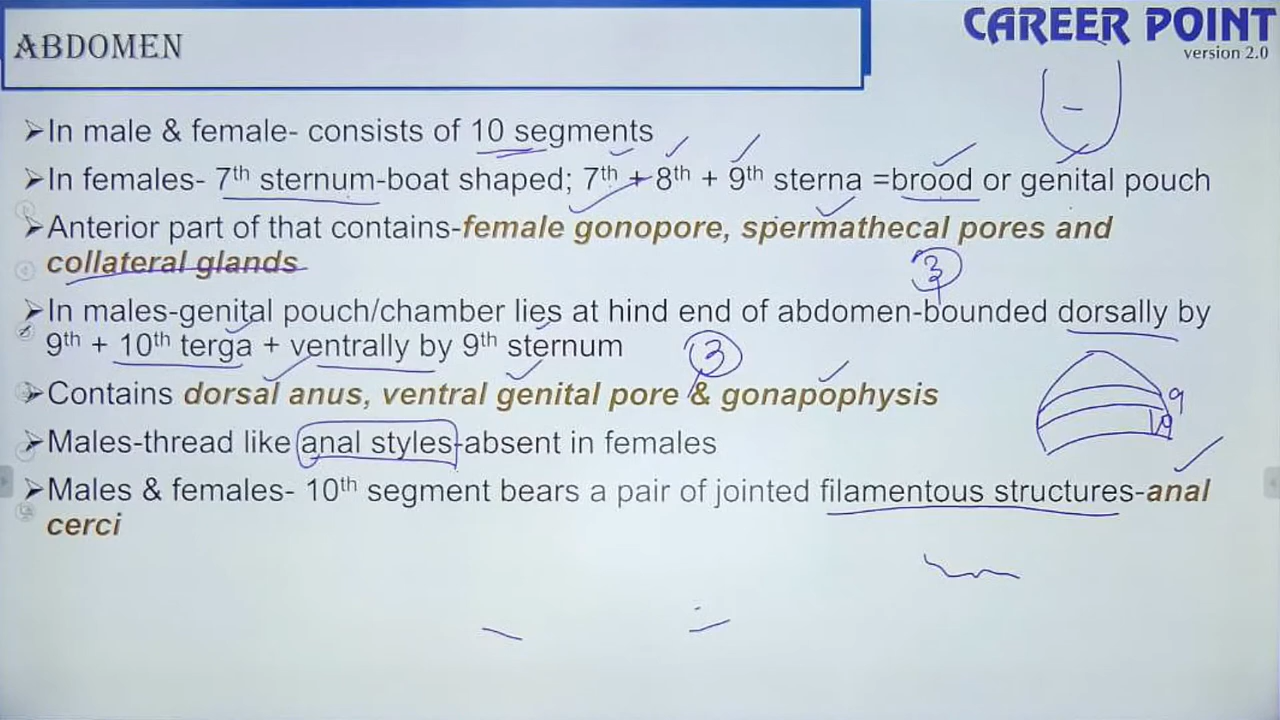 ABDOMEN
CAREER POINT
version 2.0
➢In male & female- consists of 10 segments
➢In females- 7th sternum-boat shaped; 7th + 8th + 9th sterna =brood or genital pouch
➢Anterior part of that contains-female gonopore, spermathecal pores and
collateral glands
3
➢In males-genital pouch/chamber lies at hind end of abdomen-bounded dorsally by
9th + 10th terga + ventrally by 9th sternum
3
➢Contains dorsal anus, ventral genital pore & gonapophysis
9
➢Males-thread like anal styles-absent in females
➢Males & females- 10th segment bears a pair of jointed filamentous structures-anal
cerci